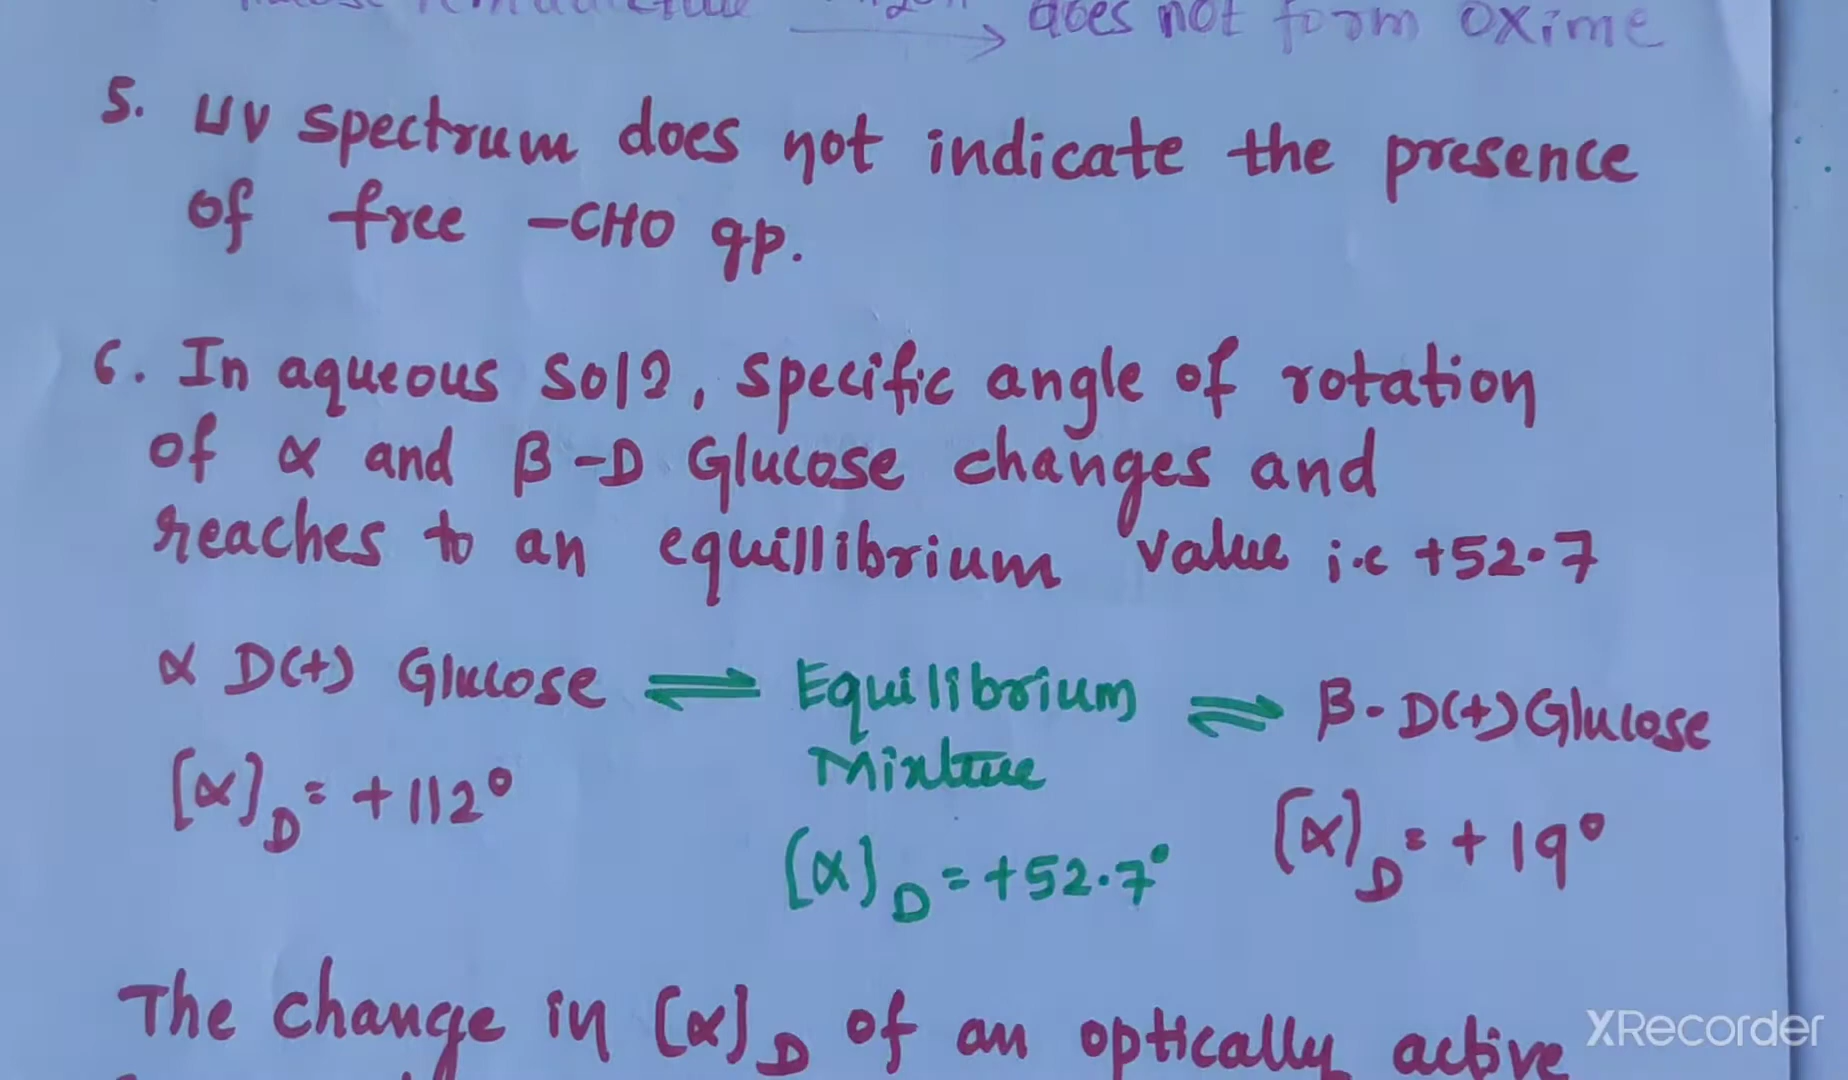 does not form oxime
5. UV spectrum does not indicate the presence
of free -CHO gp.
6. In aqueous sol?, specific angle of rotation
of α and β-D Glucose changes and
reaches to an equillibrium value i.e +52.7
α D(+) Glucose ⇌ Equilibrium Mixture ⇌ β-D(+) Glucose
[α]D = +112°
[α]D = +52.7°
[α]D = +19°
The change in [α]D of an optically active
XRecorder